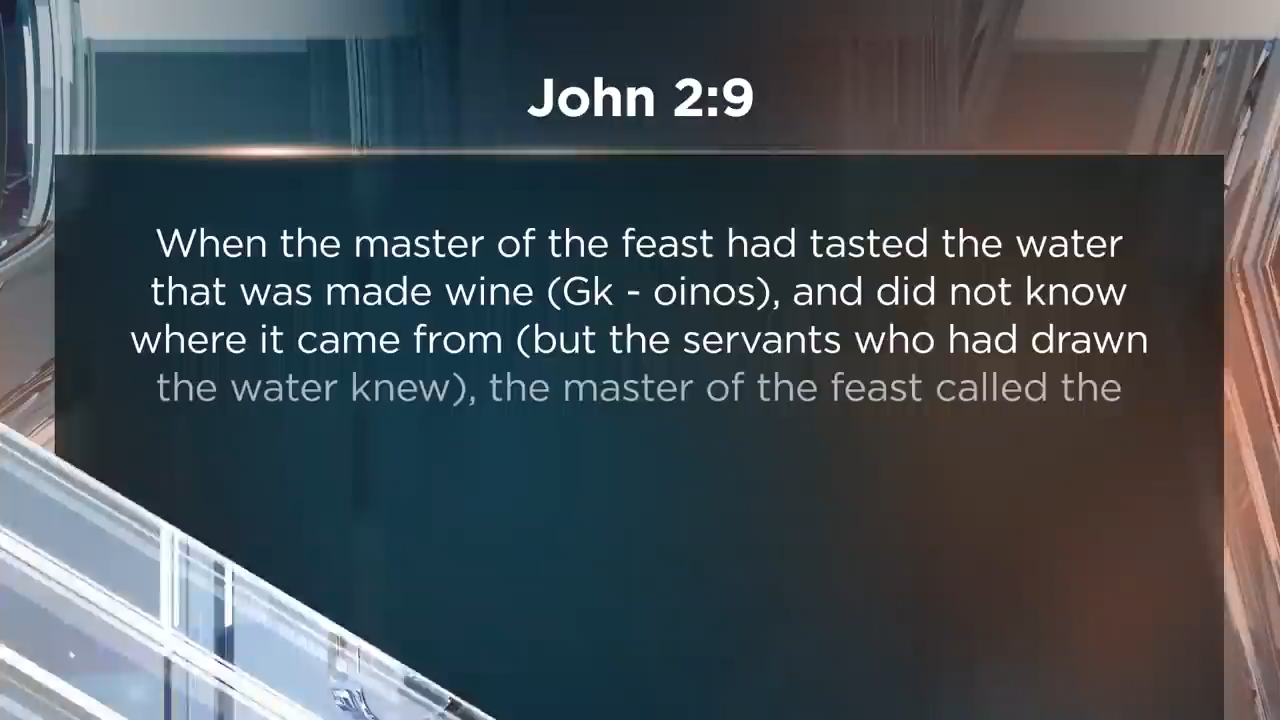 John 2:9
When the master of the feast had tasted the water
that was made wine (Gk - oinos), and did not know
where it came from (but the servants who had drawn
the water knew), the master of the feast called the